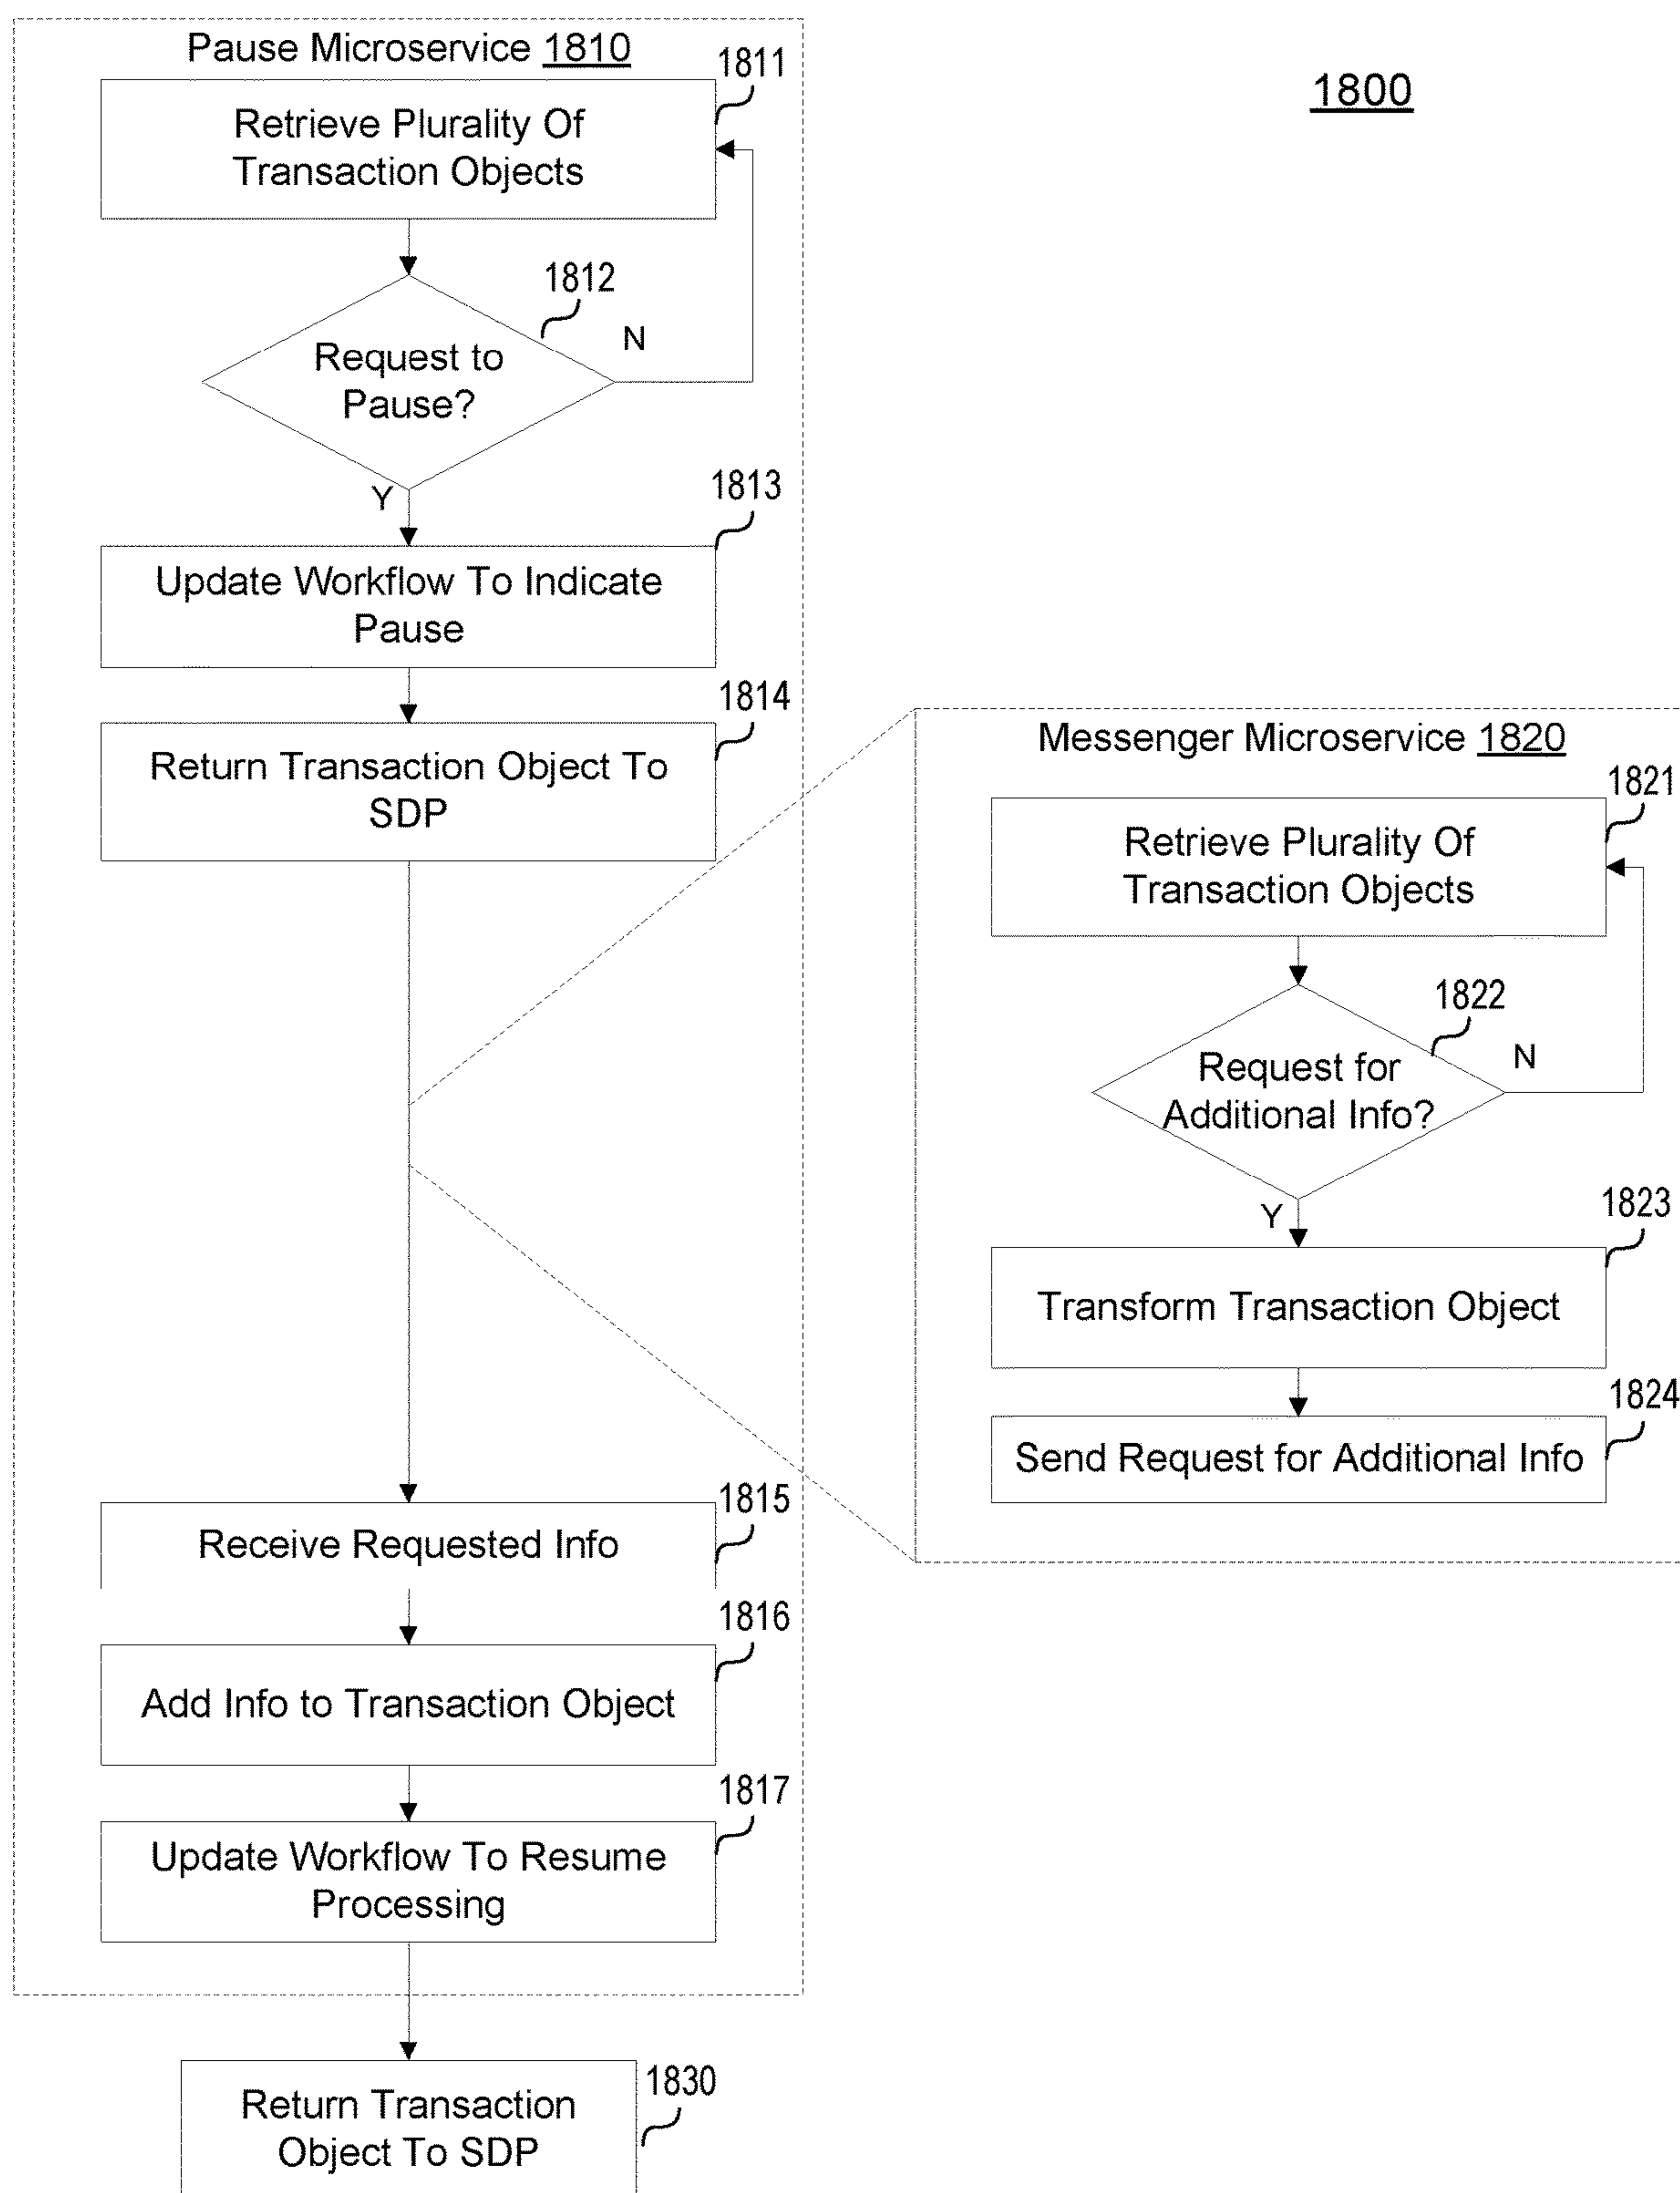 Pause Microservice 1810
1811
1800
Retrieve Plurality Of
Transaction Objects
1812
N
Request to
Pause?
Y
1813
Update Workflow To Indicate
Pause
1814
Return Transaction Object To
SDP
Messenger Microservice 1820
1821
Retrieve Plurality Of
Transaction Objects
1822
N
Request for
Additional Info?
Y
1823
Transform Transaction Object
1824
Send Request for Additional Info
1815
Receive Requested Info
1816
Add Info to Transaction Object
1817
Update Workflow To Resume
Processing
1830
Return Transaction
Object To SDP